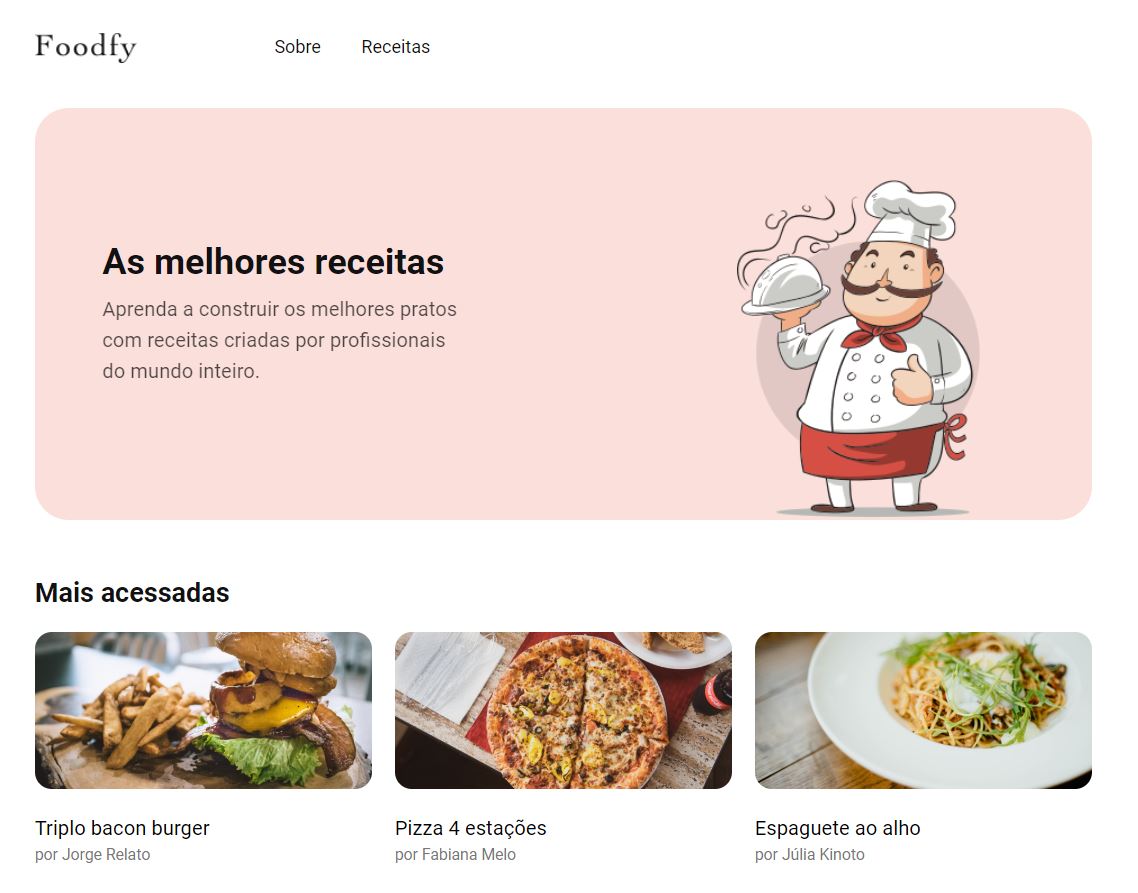 Foodfy
Sobre
Receitas
As melhores receitas
Aprenda a construir os melhores pratos
com receitas criadas por profissionais
do mundo inteiro.
Mais acessadas
Triplo bacon burger
por Jorge Relato
Pizza 4 estações
por Fabiana Melo
Espaguete ao alho
por Júlia Kinoto